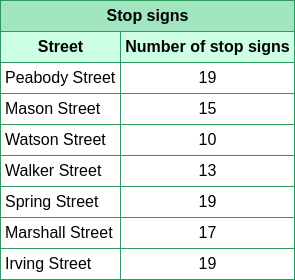 Stop signs
Street Number of stop signs
Peabody Street 19
Mason Street 15
Watson Street 10
Walker Street 13
Spring Street 19
Marshall Street 17
Irving Street 19